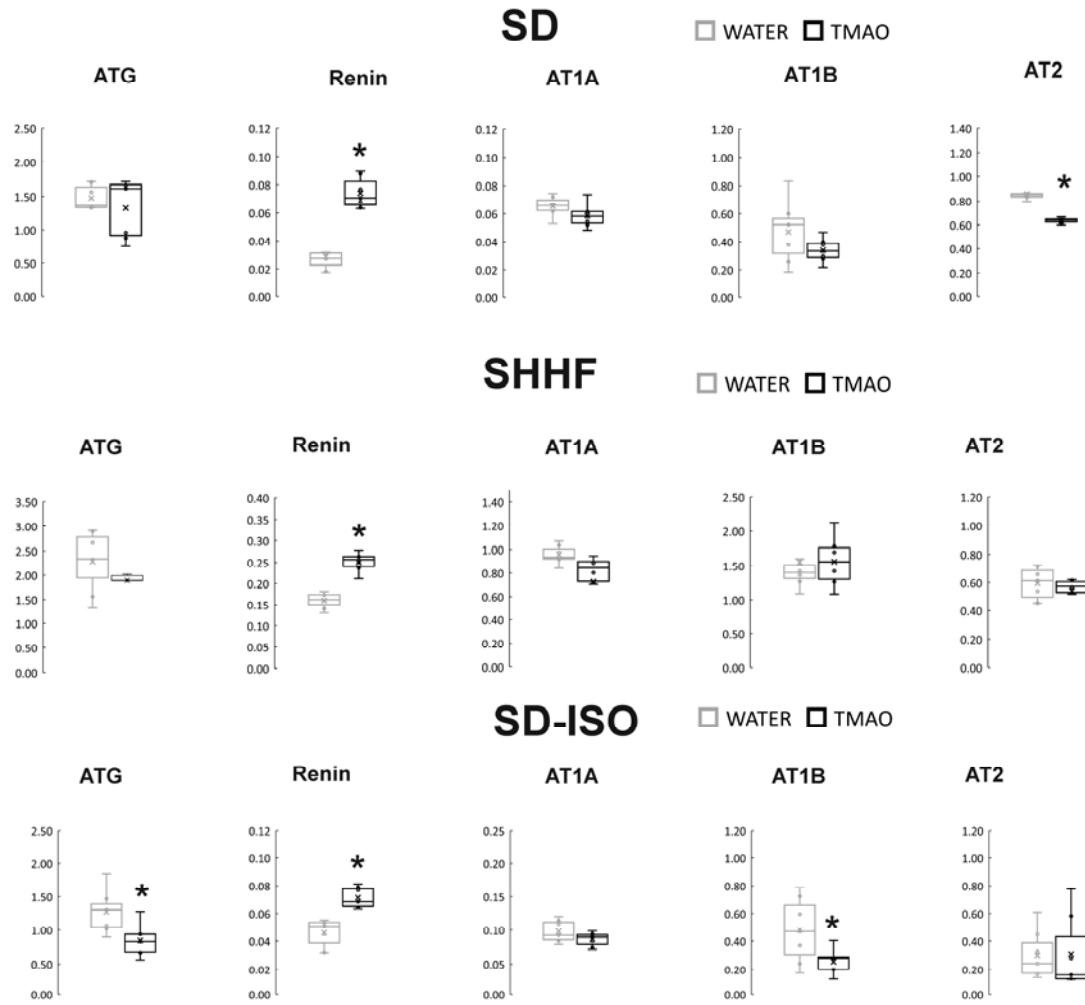 SD
WATER TMAO
ATG Renin AT1A AT1B AT2
2.50 2.00 1.50 1.00 0.50 0.00
0.12 0.10 0.08 0.06 0.04 0.02 0.00
*
0.12 0.10 0.08 0.06 0.04 0.02 0.00
1.20 1.00 0.80 0.60 0.40 0.20 0.00
1.40 1.20 1.00 0.80 0.60 0.40 0.20 0.00
*
SHHF
WATER TMAO
ATG Renin AT1A AT1B AT2
3.50 3.00 2.50 2.00 1.50 1.00 0.50 0.00
0.40 0.35 0.30 0.25 0.20 0.15 0.10 0.05 0.00
*
1.40 1.20 1.00 0.80 0.60 0.40 0.20 0.00
2.50 2.00 1.50 1.00 0.50 0.00
1.20 1.00 0.80 0.60 0.40 0.20 0.00
SD-ISO
WATER TMAO
ATG Renin AT1A AT1B AT2
2.50 2.00 1.50 1.00 0.50 0.00
*
0.12 0.10 0.08 0.06 0.04 0.02 0.00
*
0.25 0.20 0.15 0.10 0.05 0.00
1.20 1.00 0.80 0.60 0.40 0.20 0.00
*
1.20 1.00 0.80 0.60 0.40 0.20 0.00